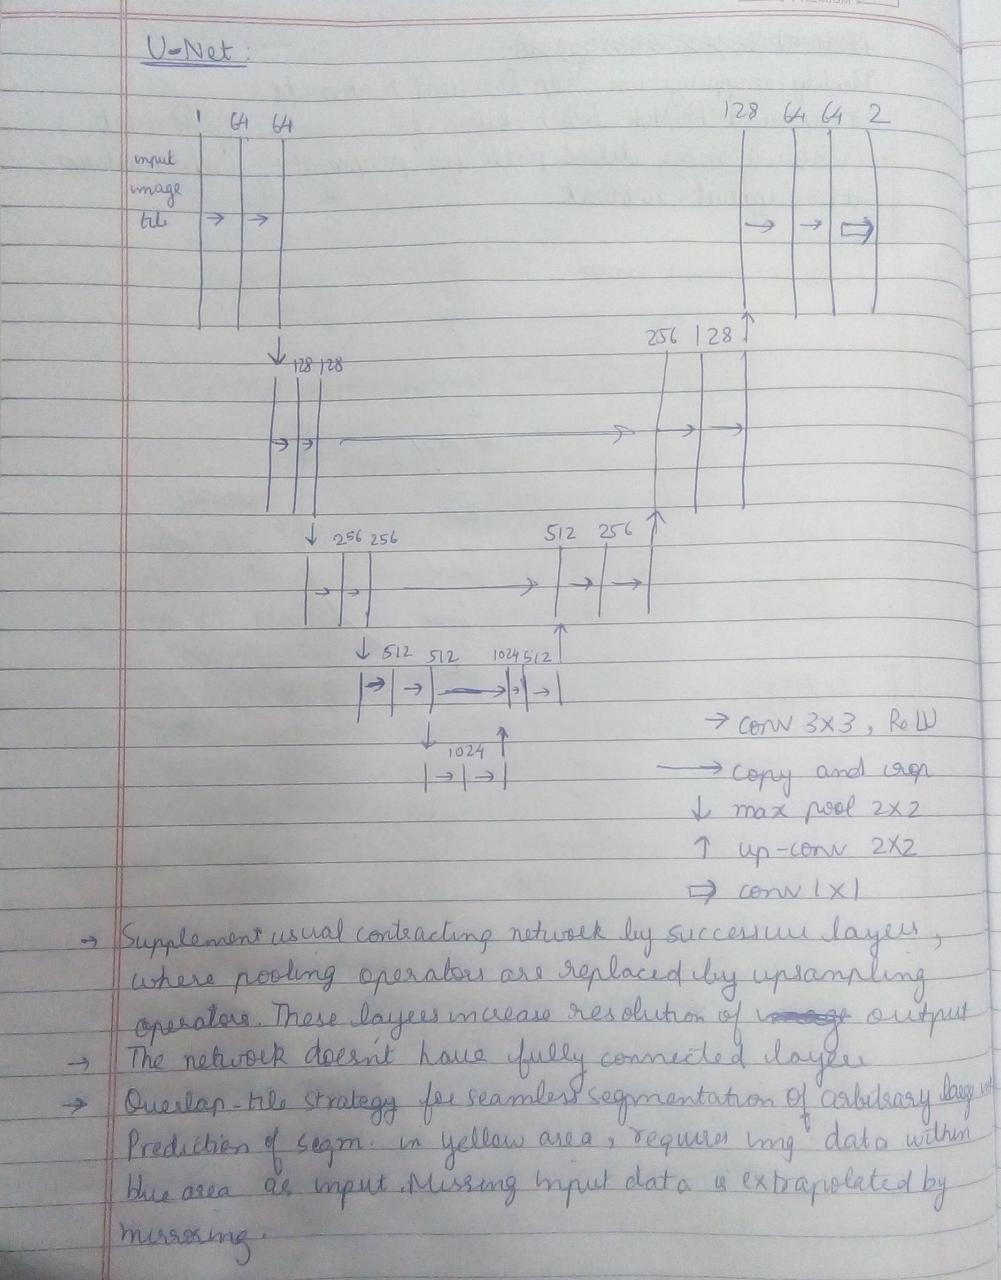 U-Net:
1 64 64
128 64 64 2
input
image
tile
256 128
128 128
256 256
512 256
512 512 1024 512
1024
→ conv 3x3, ReLU
→ copy and crop
↓ max pool 2x2
↑ up-conv 2x2
⇒ conv 1x1
→ Supplement usual contracting network by successive layers,
where pooling operators are replaced by upsampling
operators. These layers increase resolution of output
→ The network doesn't have fully connected layers
→ Overlap-tile strategy for seamless segmentation of arbitrary large
Prediction of segm. in yellow area, requires img data within
blue area as input. Missing input data is extrapolated by
mirroring.